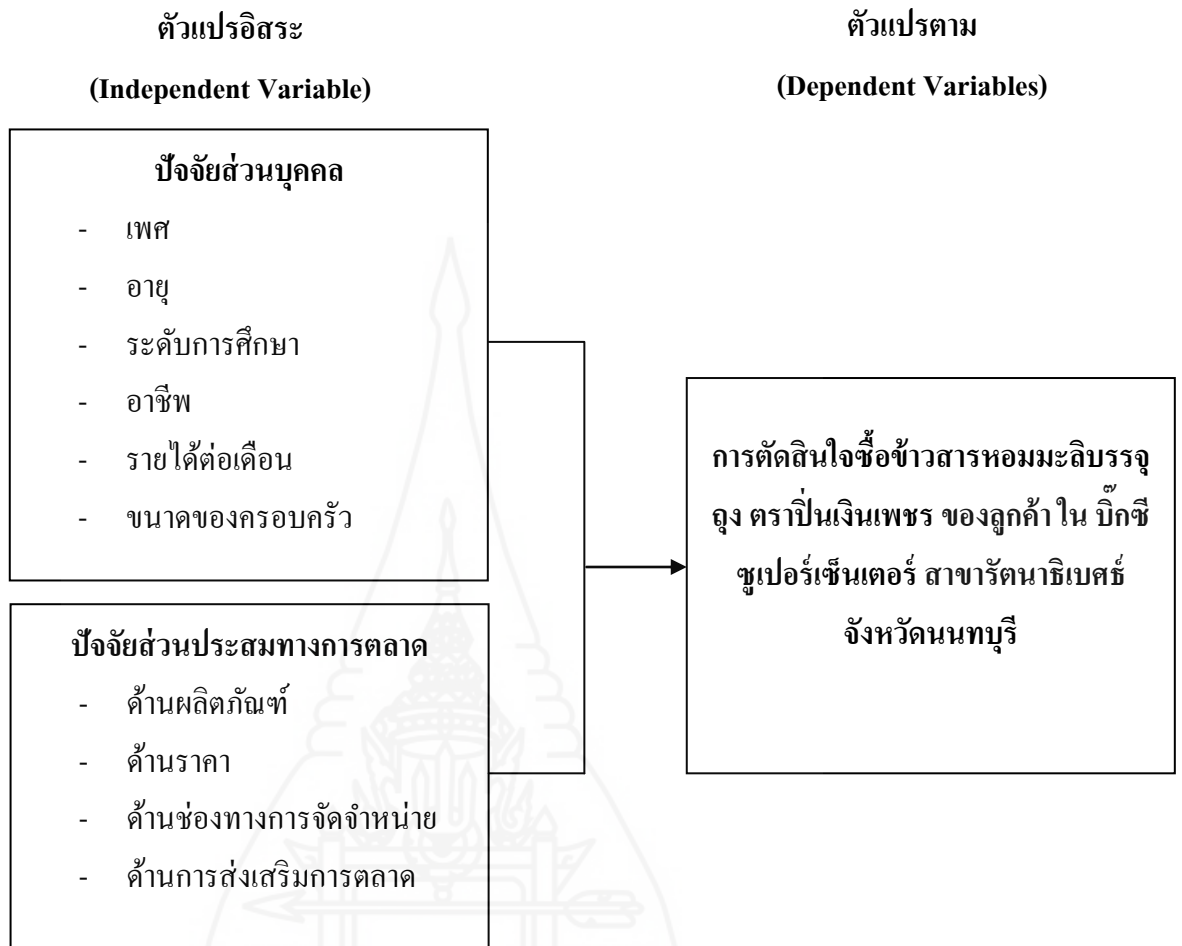 ตัวแปรอิสระ
(Independent Variable)
ปัจจัยส่วนบุคคล
- เพศ
- อายุ
- ระดับการศึกษา
- อาชีพ
- รายได้ต่อเดือน
- ขนาดของครอบครัว
ปัจจัยส่วนประสมทางการตลาด
- ด้านผลิตภัณฑ์
- ด้านราคา
- ด้านช่องทางการจัดจำหน่าย
- ด้านการส่งเสริมการตลาด
ตัวแปรตาม
(Dependent Variables)
การตัดสินใจซื้อข้าวสารหอมมะลิบรรจุ
ถุง ตราปิ่นเงินเพชร ของลูกค้า ใน บิ๊กซี
ซูเปอร์เซ็นเตอร์ สาขารัตนาธิเบศธ์
จังหวัดนนทบุรี